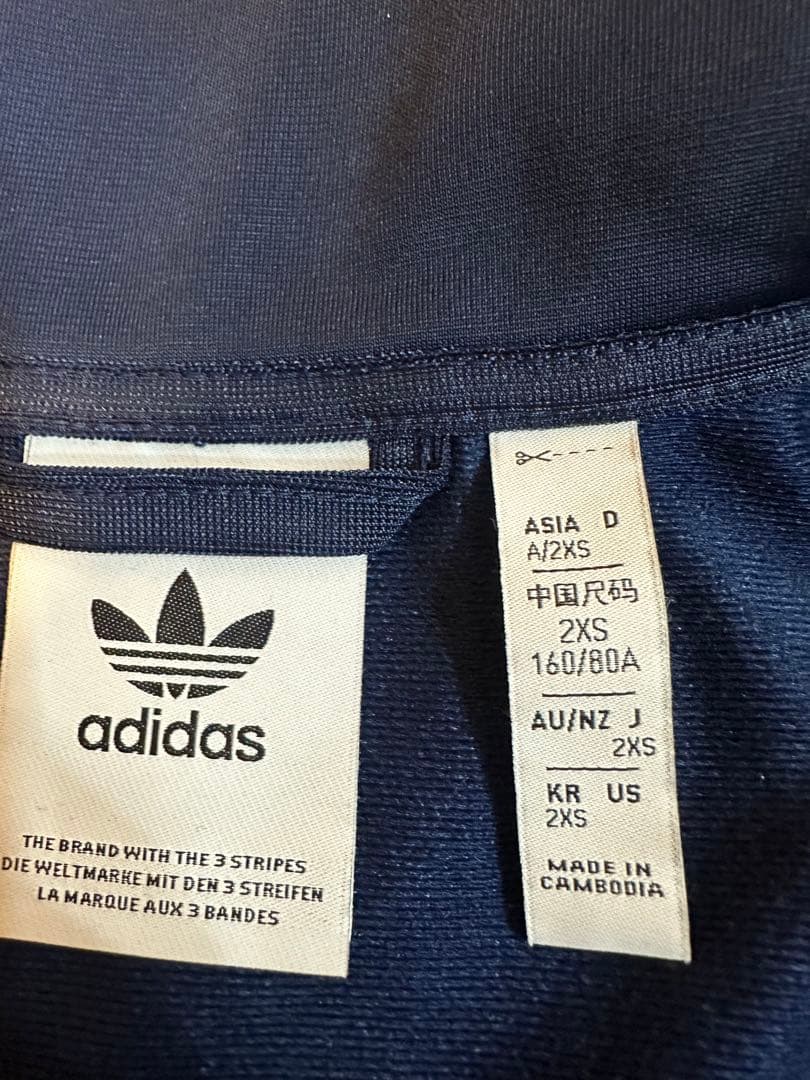 adidas
THE BRAND WITH THE 3 STRIPES
DIE WELTMARKE MIT DEN 3 STREIFEN
LA MARQUE AUX 3 BANDES
ASIA D
A/2XS
中国尺码
2XS
160/80A
AU/NZ J
2XS
KR US
2XS
MADE IN
CAMBODIA